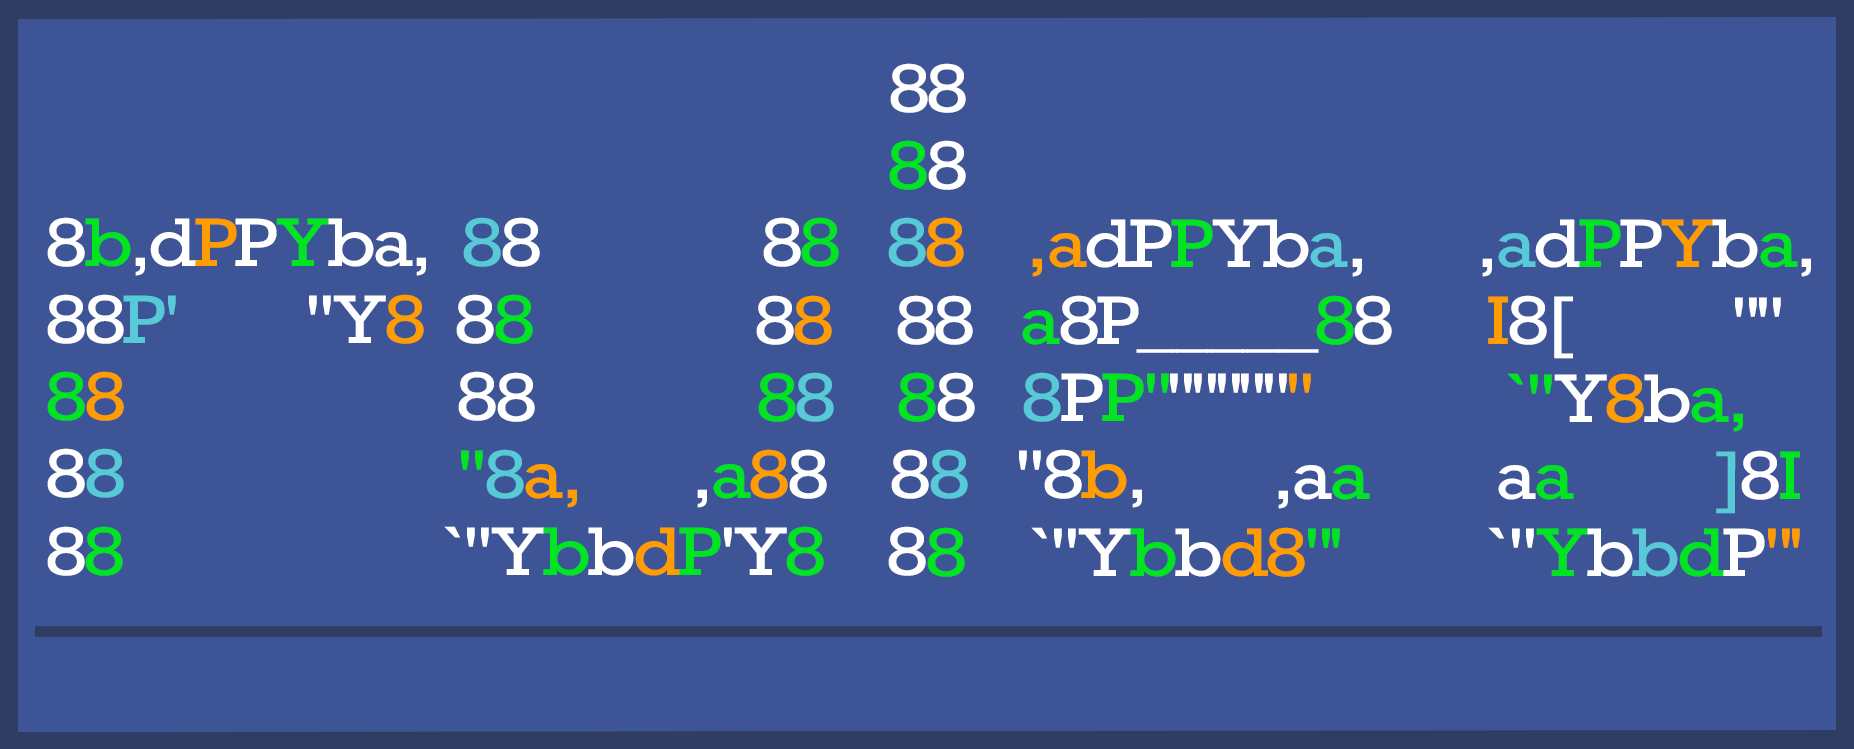 88
88
8b,dPPYba, 88 88 88 ,adPPYba, ,adPPYba,
88P' "Y8 88 88 88 a8P_____88 I8[ ""
88 88 88 88 8PP""""""" `"Y8ba,
88 "8a, ,a88 88 "8b, ,aa aa ]8I
88 `"YbbdP'Y8 88 `"Ybbd8"' `"YbbdP"'